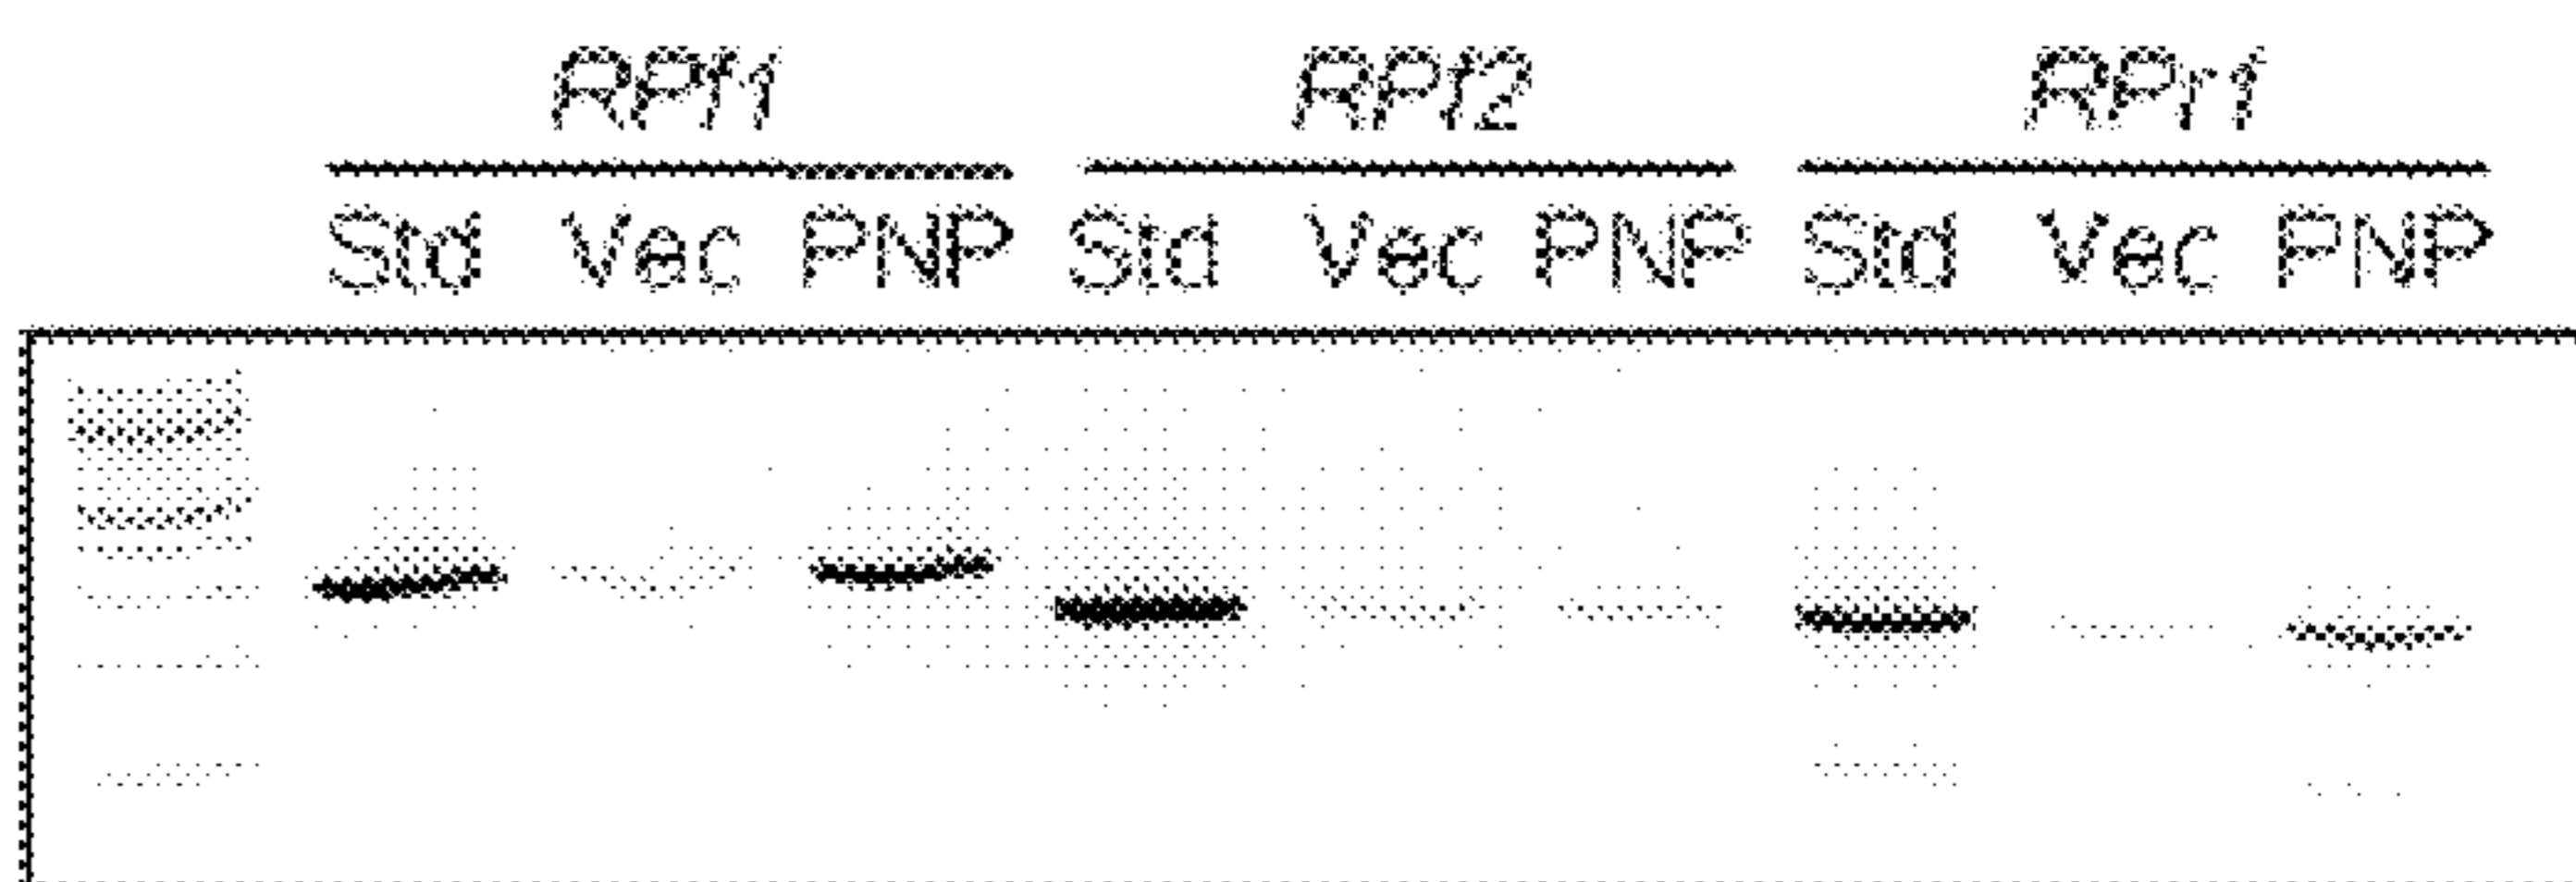 RPf1 RPf2 RPr1
Std Vec PNP Std Vec PNP Std Vec PNP